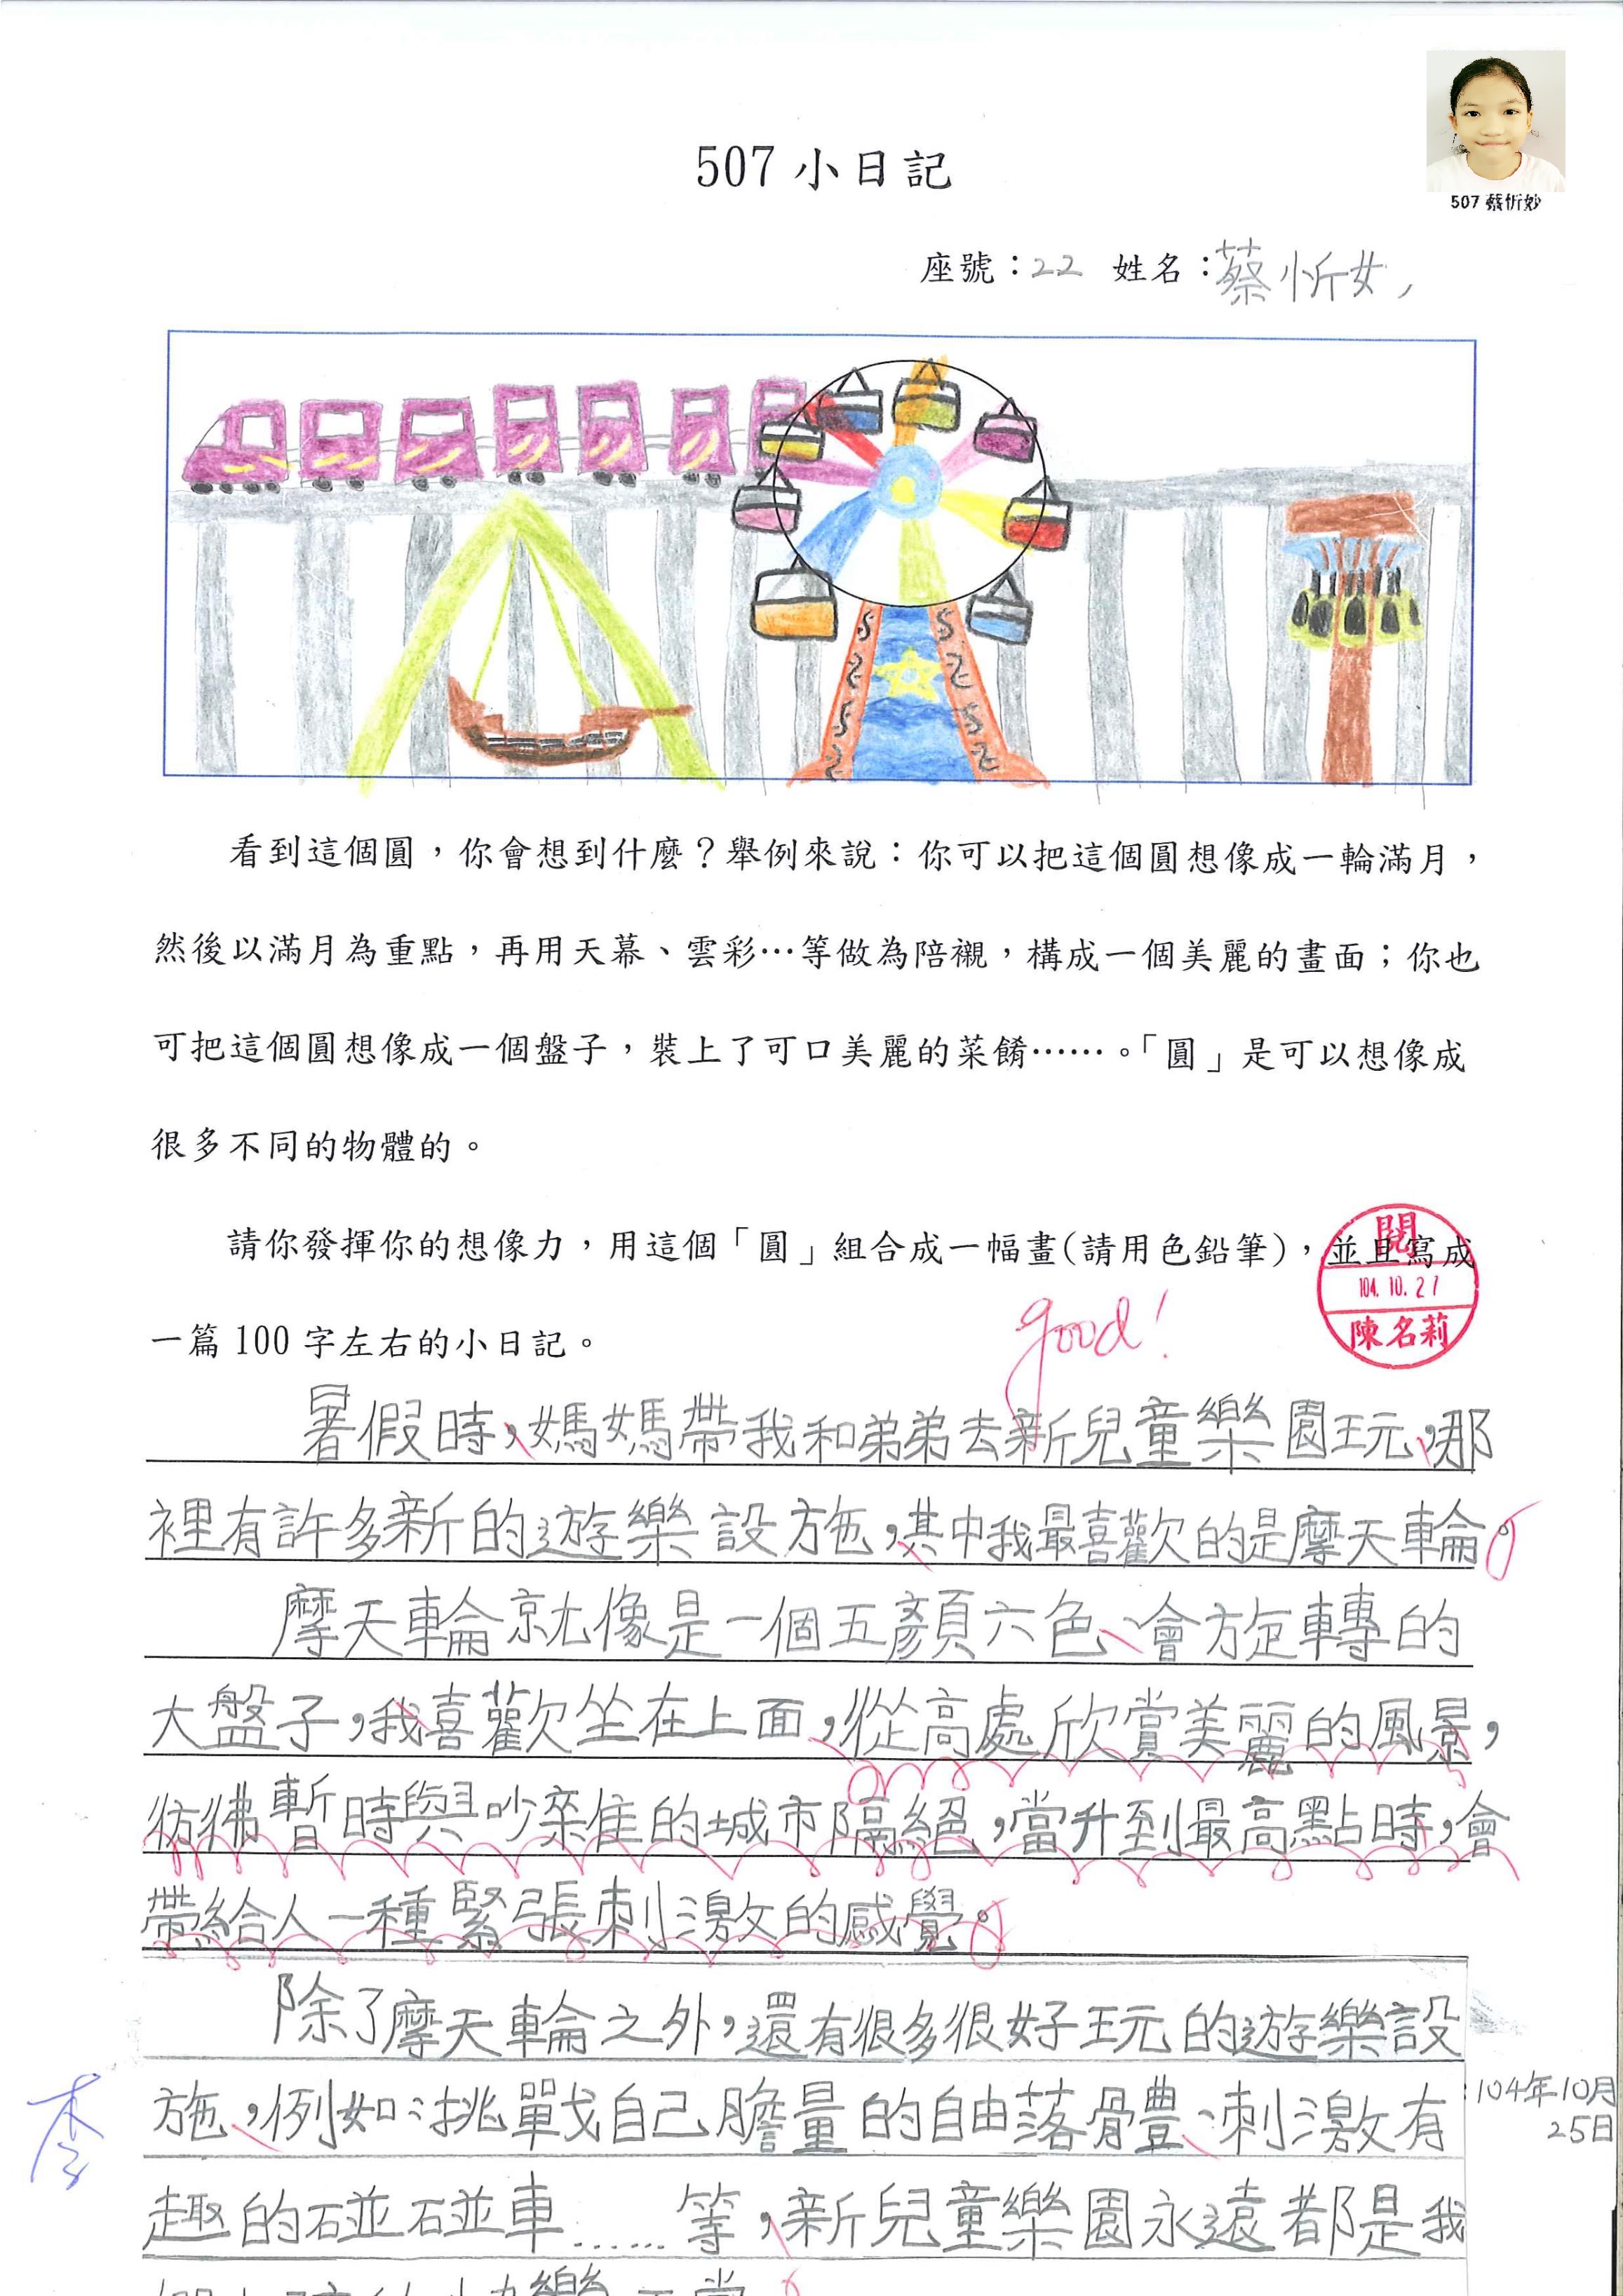 507 小日記
507 蔡忻妙
座號：22 姓名：蔡忻妙
看到這個圓，你會想到什麼？舉例來說：你可以把這個圓想像成一輪滿月，
然後以滿月為重點，再用天幕、雲彩…等做為陪襯，構成一個美麗的畫面；你也
可把這個圓想像成一個盤子，裝上了可口美麗的菜餚……。「圓」是可以想像成
很多不同的物體的。
請你發揮你的想像力，用這個「圓」組合成一幅畫(請用色鉛筆)，並且寫成
閱
104.10.27
陳名莉
一篇 100 字左右的小日記。
good!
暑假時，媽媽帶我和弟弟去新兒童樂園玩，那
裡有許多新的遊樂設施，其中我最喜歡的是摩天輪。
摩天輪就像是一個五顏六色、會旋轉的
大盤子，我喜歡坐在上面，從高處欣賞美麗的風景，
彷彿暫時與吵雜的城市隔絕，當升到最高點時，會
帶給人一種緊張刺激的感覺。
除了摩天輪之外，還有很多很好玩的遊樂設
施，例如：挑戰自己膽量的自由落體、刺激有
趣的碰碰車……等，新兒童樂園永遠都是我
李
104年10月
25日